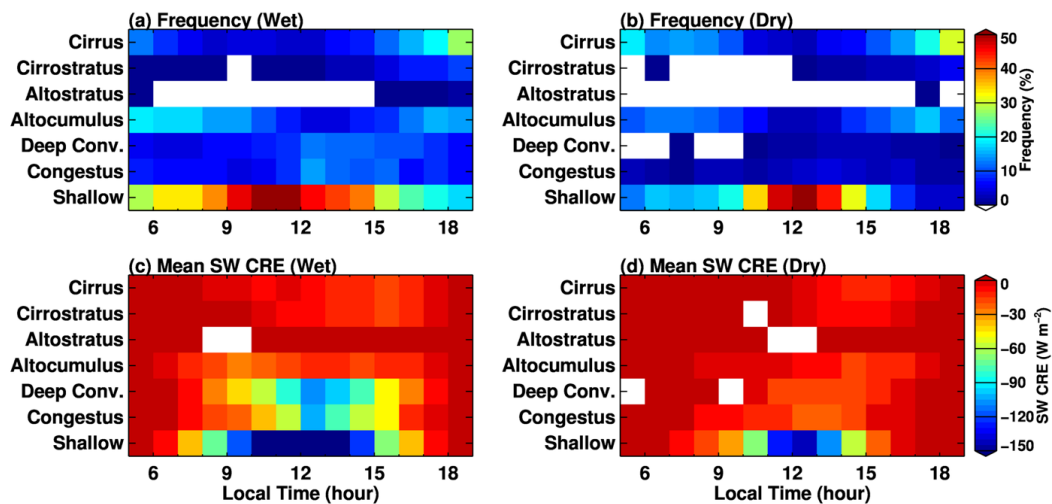 (a) Frequency (Wet)
Cirrus
Cirrostratus
Altostratus
Altocumulus
Deep Conv.
Congestus
Shallow
6 9 12 15 18
(b) Frequency (Dry)
Cirrus
Cirrostratus
Altostratus
Altocumulus
Deep Conv.
Congestus
Shallow
6 9 12 15 18
50
40
30
20
10
0
Frequency (%)
(c) Mean SW CRE (Wet)
Cirrus
Cirrostratus
Altostratus
Altocumulus
Deep Conv.
Congestus
Shallow
6 9 12 15 18
Local Time (hour)
(d) Mean SW CRE (Dry)
Cirrus
Cirrostratus
Altostratus
Altocumulus
Deep Conv.
Congestus
Shallow
6 9 12 15 18
Local Time (hour)
0
−30
−60
−90
−120
−150
SW CRE (W m⁻²)